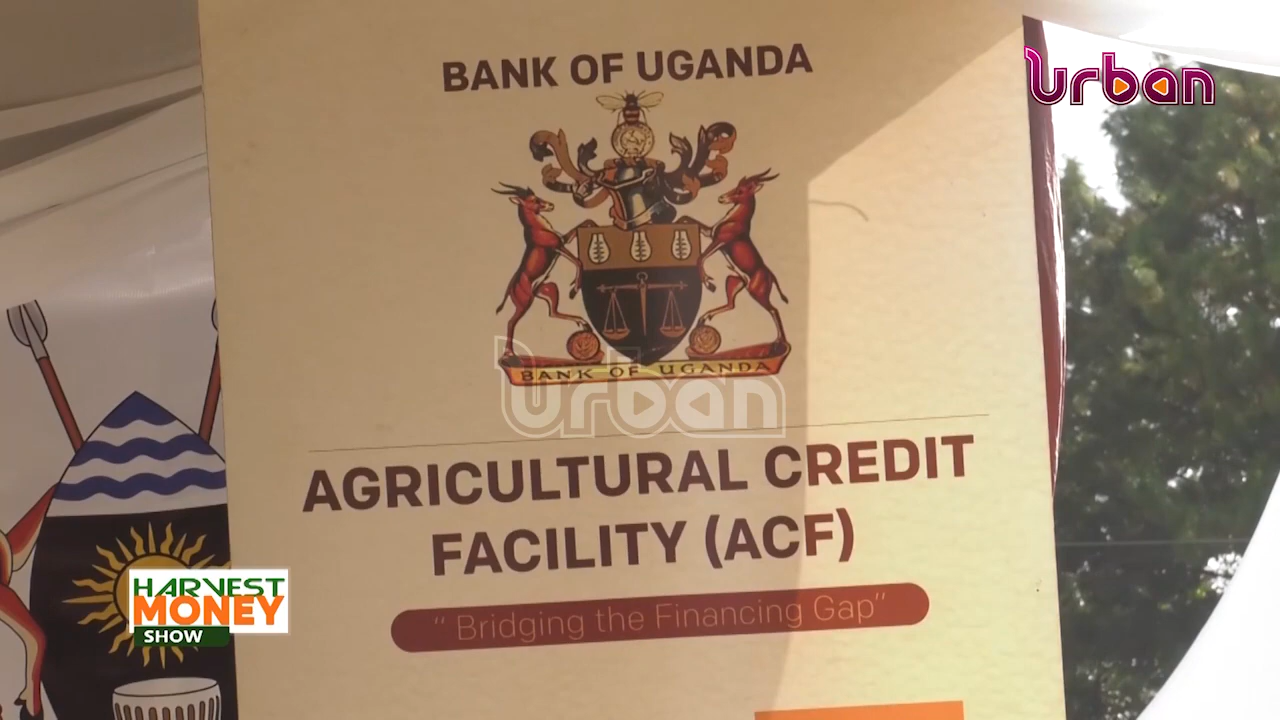 BANK OF UGANDA
urban
BANK OF UGANDA
urban
AGRICULTURAL CREDIT
FACILITY (ACF)
“ Bridging the Financing Gap”
HARVEST
MONEY
SHOW